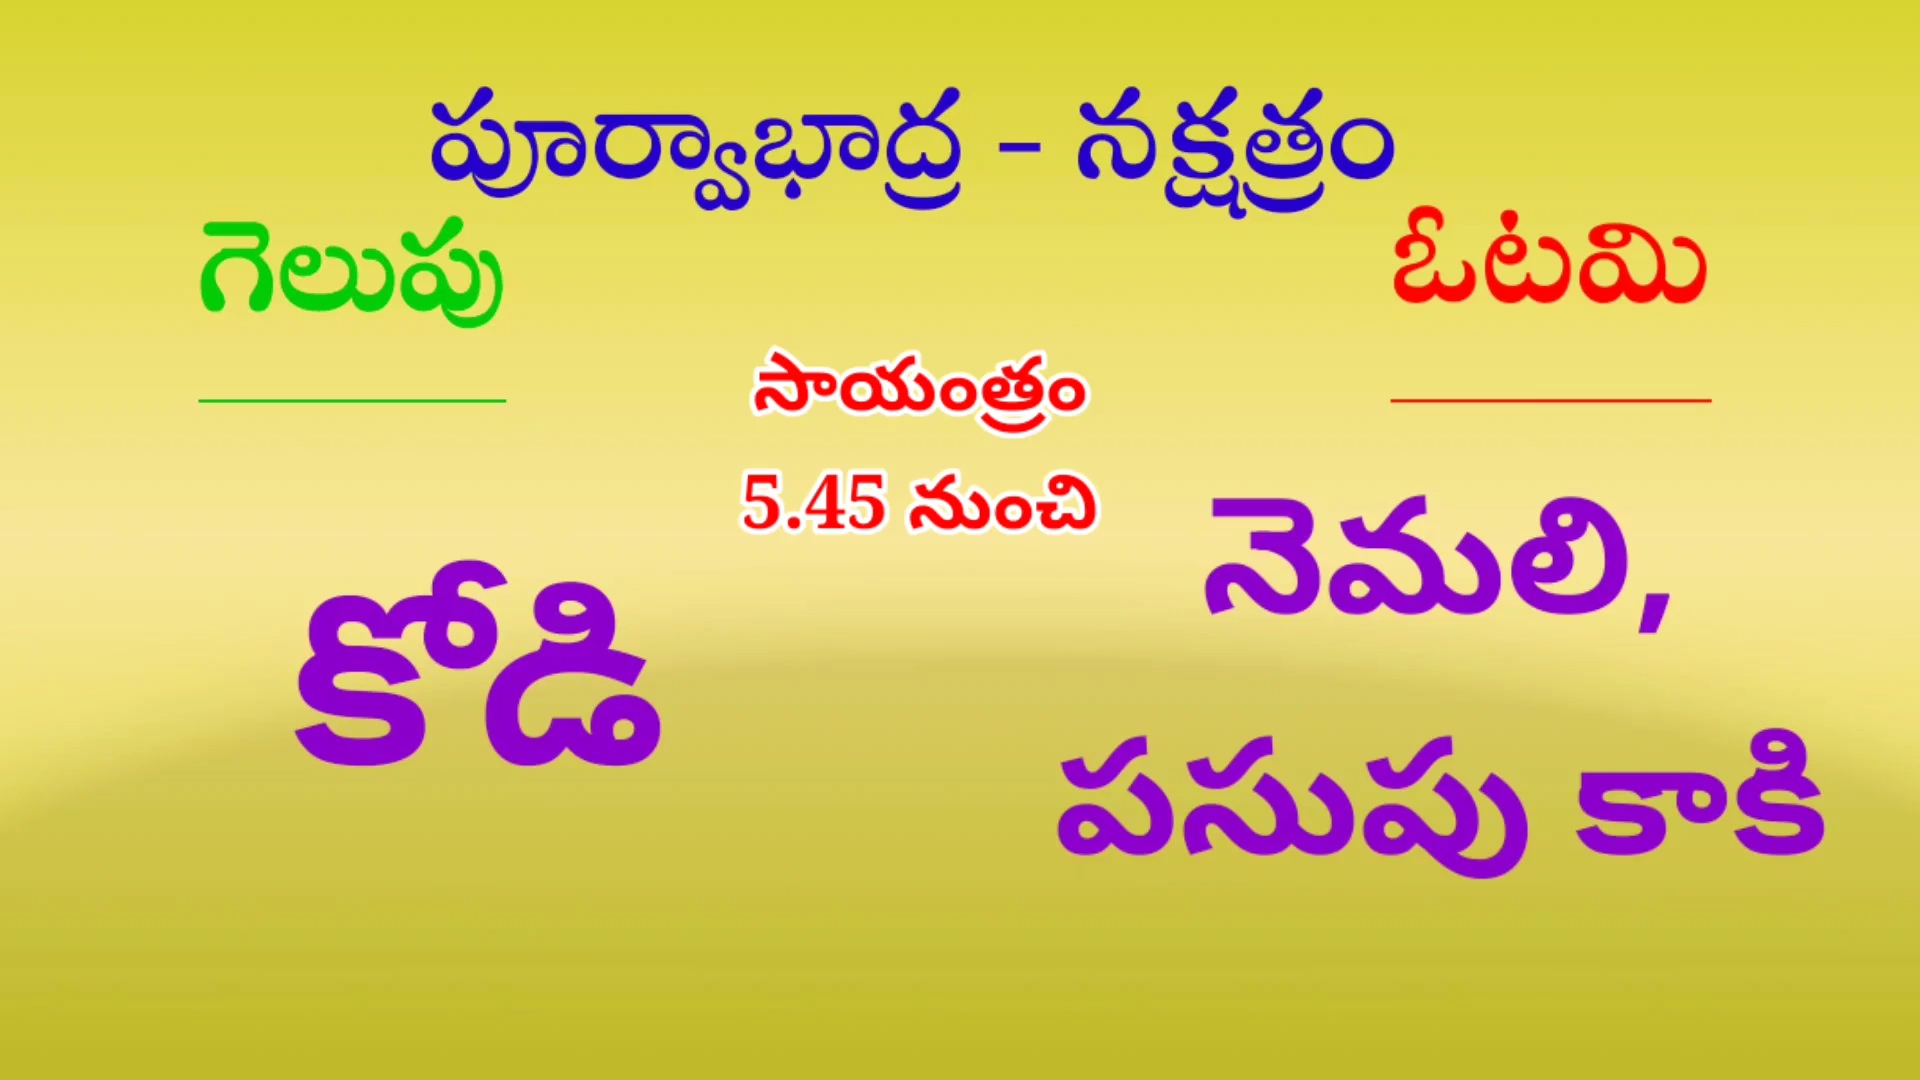 పూర్వాభాద్ర - నక్షత్రం
గెలుపు
ఓటమి
సాయంత్రం
5.45 నుంచి
కోడి
నెమలి,
పసుపు కాకి